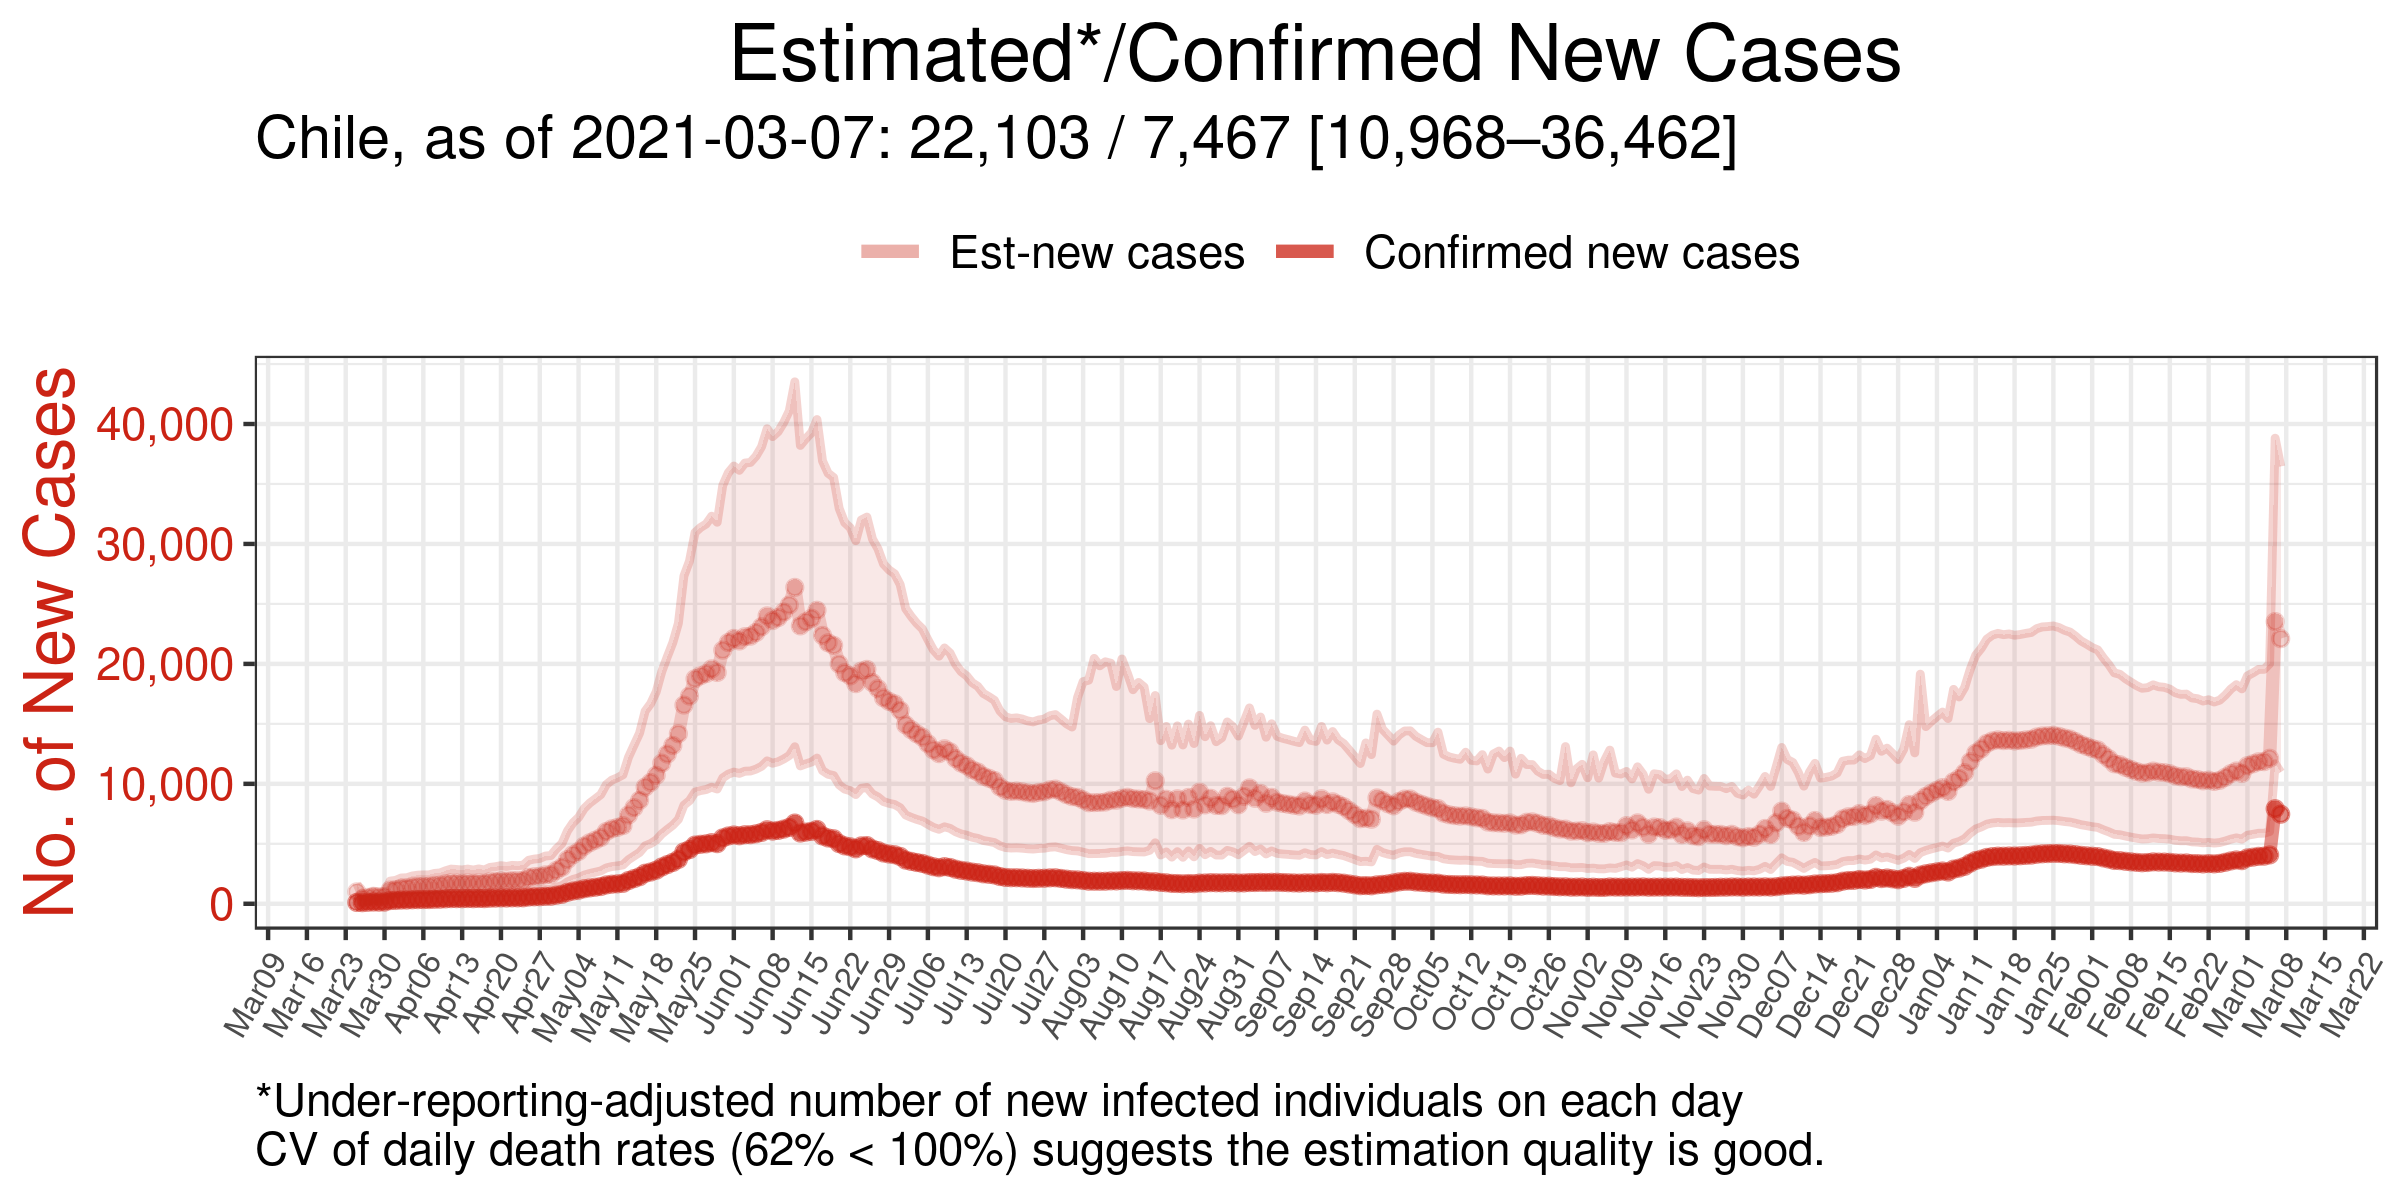 Estimated*/Confirmed New Cases
Chile, as of 2021-03-07: 22,103 / 7,467 [10,968–36,462]
Est-new cases Confirmed new cases
No. of New Cases
40,000
30,000
20,000
10,000
0
Mar09 Mar16 Mar23 Mar30 Apr06 Apr13 Apr20 Apr27 May04 May11 May18 May25 Jun01 Jun08 Jun15 Jun22 Jun29 Jul06 Jul13 Jul20 Jul27 Aug03 Aug10 Aug17 Aug24 Aug31 Sep07 Sep14 Sep21 Sep28 Oct05 Oct12 Oct19 Oct26 Nov02 Nov09 Nov16 Nov23 Nov30 Dec07 Dec14 Dec21 Dec28 Jan04 Jan11 Jan18 Jan25 Feb01 Feb08 Feb15 Feb22 Mar01 Mar08 Mar15 Mar22
*Under-reporting-adjusted number of new infected individuals on each day
CV of daily death rates (62% < 100%) suggests the estimation quality is good.